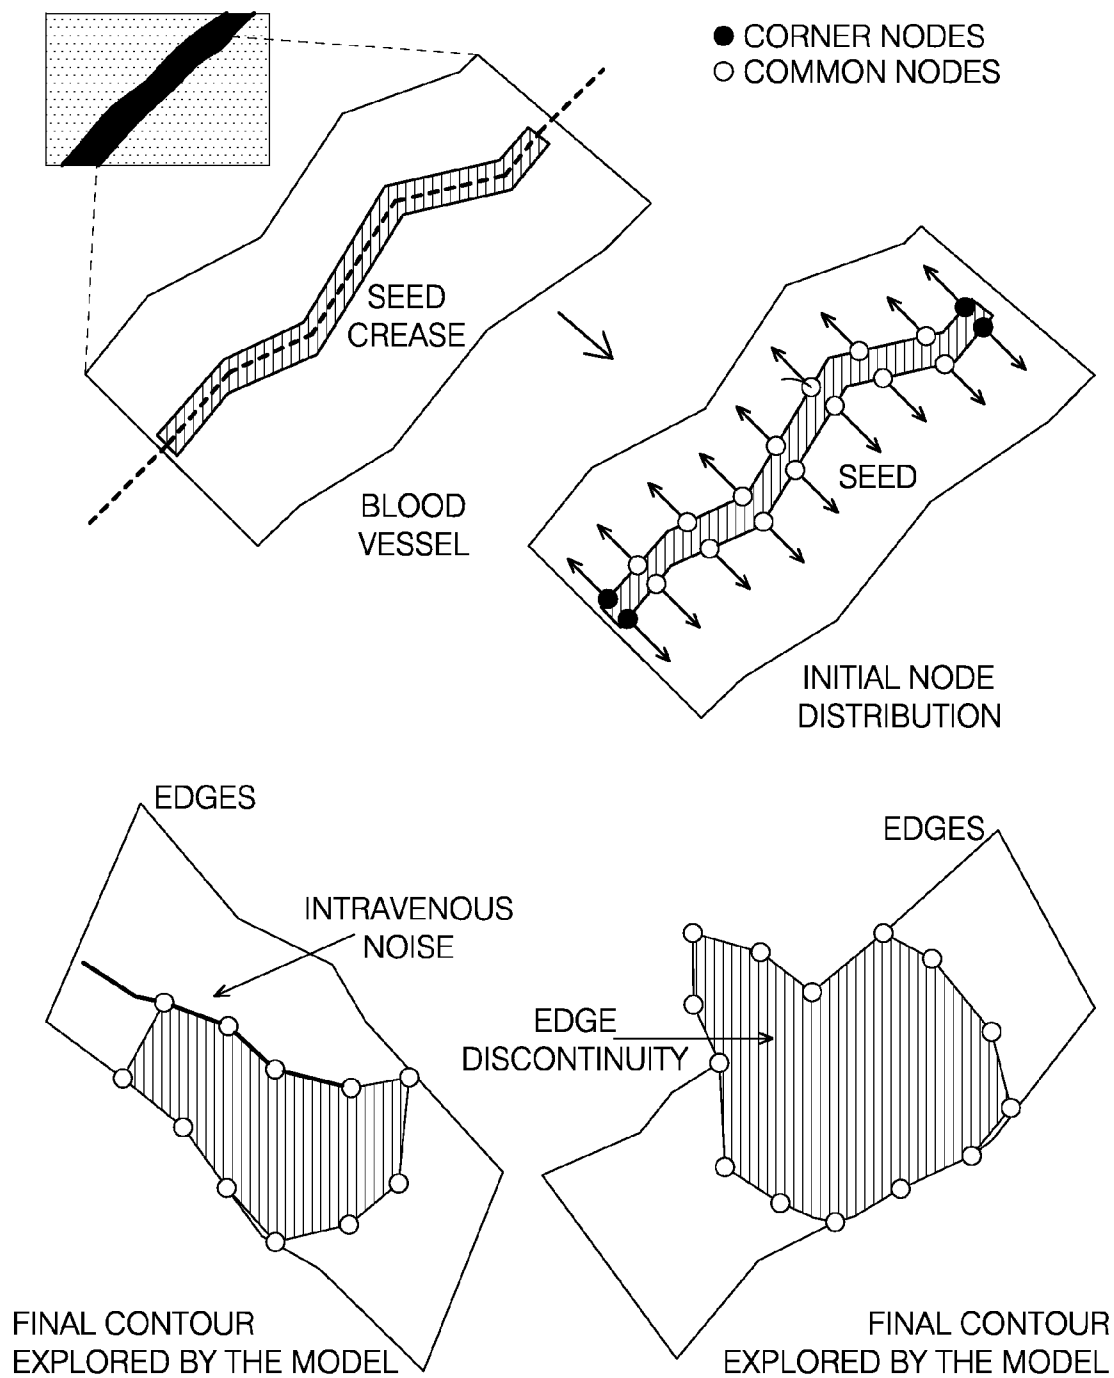 CORNER NODES
COMMON NODES
SEED
CREASE
BLOOD
VESSEL
SEED
INITIAL NODE
DISTRIBUTION
EDGES
INTRAVENOUS
NOISE
FINAL CONTOUR
EXPLORED BY THE MODEL
EDGES
EDGE
DISCONTINUITY
FINAL CONTOUR
EXPLORED BY THE MODEL